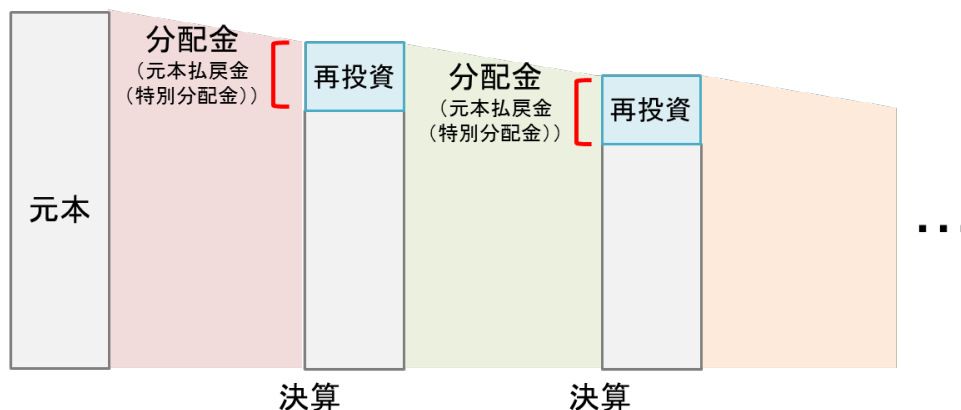 元本
分配金
（元本払戻金
（特別分配金））
再投資
分配金
（元本払戻金
（特別分配金））
再投資
…
決算
決算